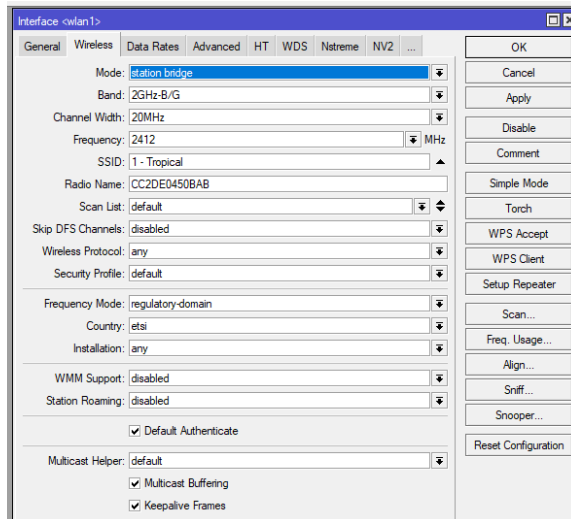 Interface <wlan1>
General Wireless Data Rates Advanced HT WDS Nstreme NV2 ...
Mode: station bridge
Band: 2GHz-B/G
Channel Width: 20MHz
Frequency: 2412 MHz
SSID: 1 - Tropical
Radio Name: CC2DE0450BAB
Scan List: default
Skip DFS Channels: disabled
Wireless Protocol: any
Security Profile: default
Frequency Mode: regulatory-domain
Country: etsi
Installation: any
WMM Support: disabled
Station Roaming: disabled
Default Authenticate
Multicast Helper: default
Multicast Buffering
Keepalive Frames
OK
Cancel
Apply
Disable
Comment
Simple Mode
Torch
WPS Accept
WPS Client
Setup Repeater
Scan...
Freq. Usage...
Align...
Sniff...
Snooper...
Reset Configuration